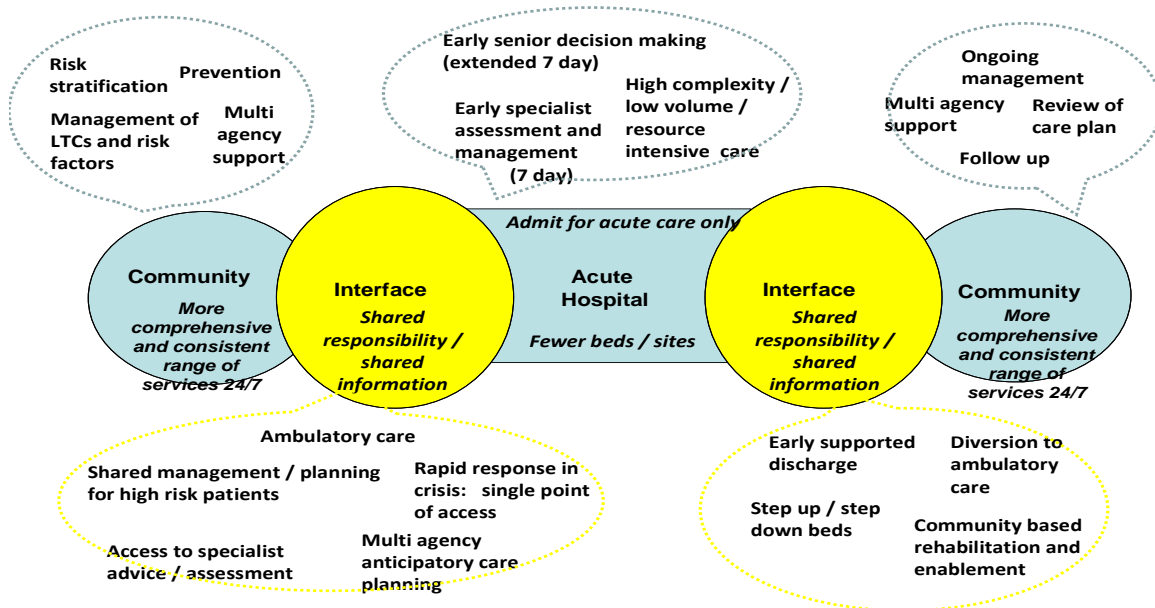 Risk
stratification
Prevention
Management of
LTCs and risk
factors
Multi
agency
support
Early senior decision making
(extended 7 day)
Early specialist
assessment and
management
(7 day)
High complexity /
low volume /
resource
intensive care
Ongoing
management
Multi agency
support
Review of
care plan
Follow up
Community
More
comprehensive
and consistent
range of
services 24/7
Interface
Shared
responsibility /
shared
information
Admit for acute care only
Acute
Hospital
Fewer beds / sites
Interface
Shared
responsibility /
shared
information
Community
More
comprehensive
and consistent
range of
services 24/7
Ambulatory care
Shared management / planning
for high risk patients
Rapid response in
crisis: single point
of access
Access to specialist
advice / assessment
Multi agency
anticipatory care
planning
Early supported
discharge
Diversion to
ambulatory
care
Step up / step
down beds
Community based
rehabilitation and
enablement